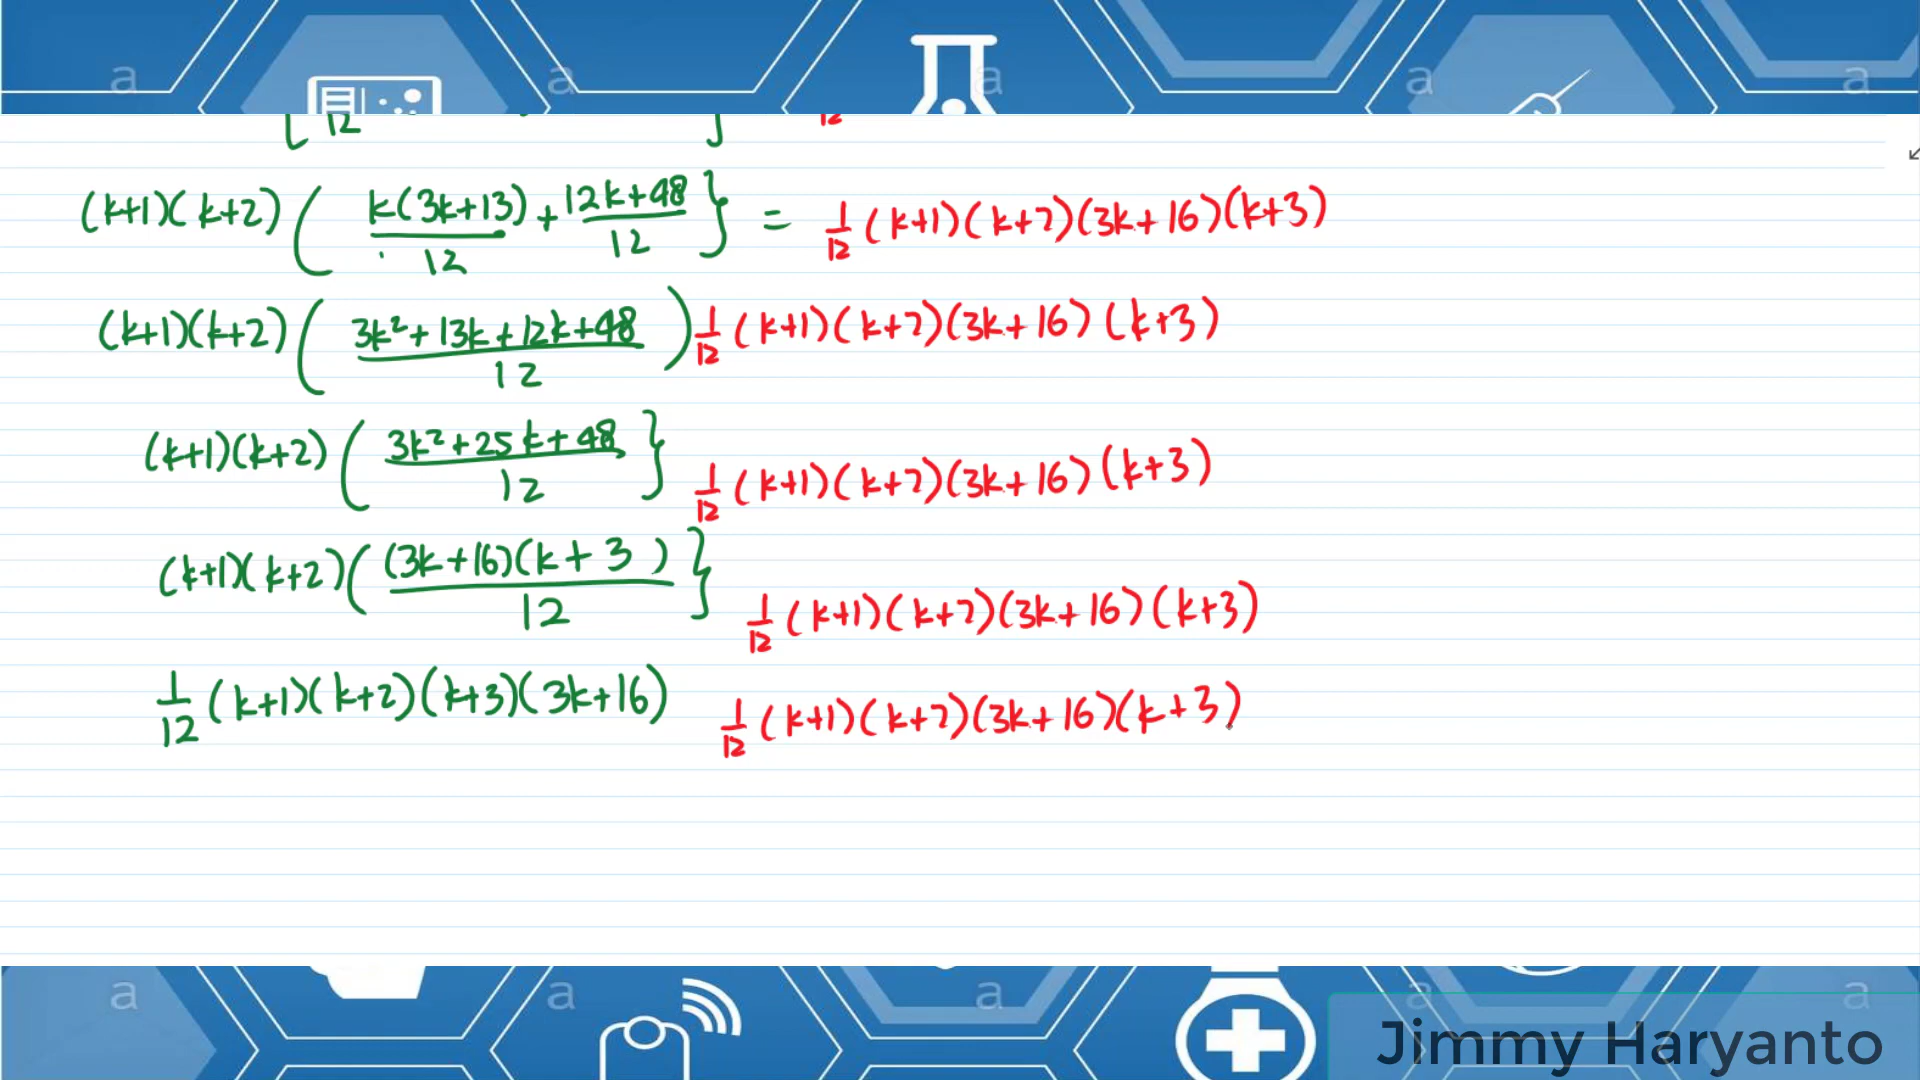 [ 12 ] 12
(k+1)(k+2) ( k(3k+13)/12 + 12k+48/12 } = 1/12 (k+1)(k+2)(3k+16)(k+3)
(k+1)(k+2) ( 3k²+13k+12k+48/12 ) 1/12 (k+1)(k+2)(3k+16)(k+3)
(k+1)(k+2) ( 3k²+25k+48/12 } 1/12 (k+1)(k+2)(3k+16)(k+3)
(k+1)(k+2) ( (3k+16)(k+3)/12 } 1/12 (k+1)(k+2)(3k+16)(k+3)
1/12 (k+1)(k+2)(k+3)(3k+16) 1/12 (k+1)(k+2)(3k+16)(k+3)
Jimmy Haryanto